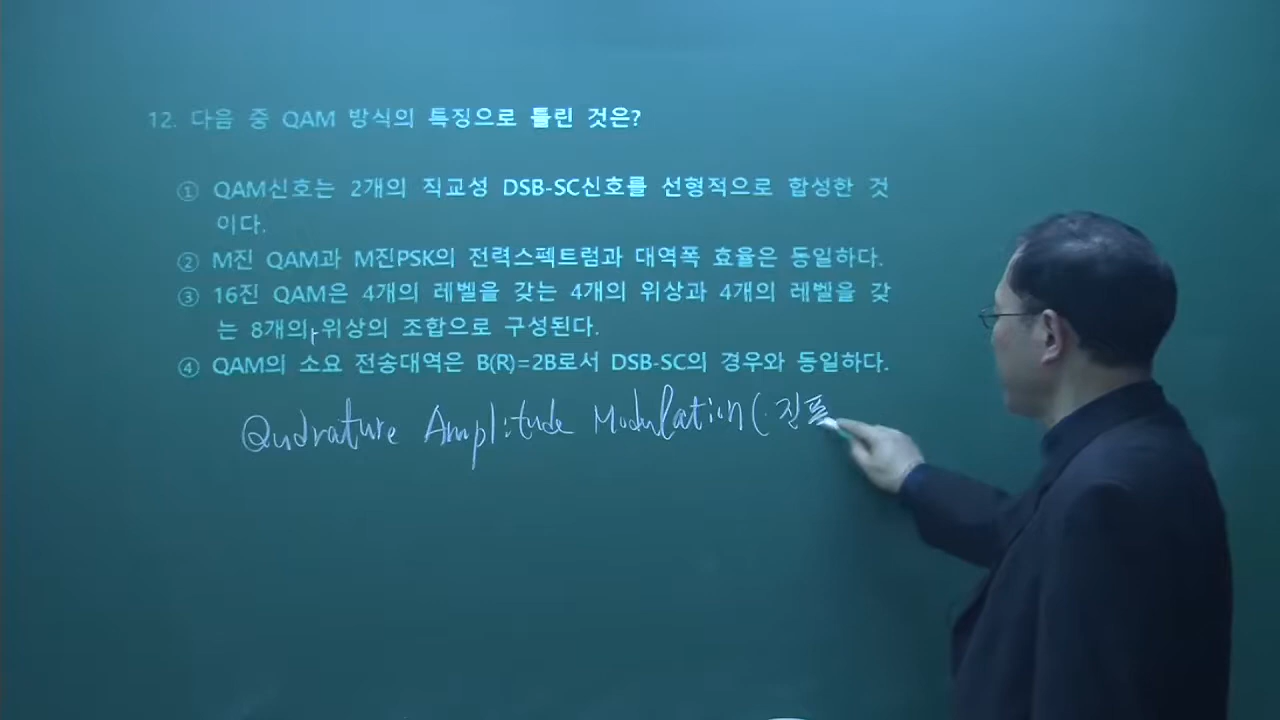 12. 다음 중 QAM 방식의 특징으로 틀린 것은?
① QAM신호는 2개의 직교성 DSB-SC신호를 선형적으로 합성한 것
이다.
② M진 QAM과 M진PSK의 전력스펙트럼과 대역폭 효율은 동일하다.
③ 16진 QAM은 4개의 레벨을 갖는 4개의 위상과 4개의 레벨을 갖
는 8개의 위상의 조합으로 구성된다.
④ QAM의 소요 전송대역은 B(R)=2B로서 DSB-SC의 경우와 동일하다.
Qudrature Amplitude Modulation (진폭